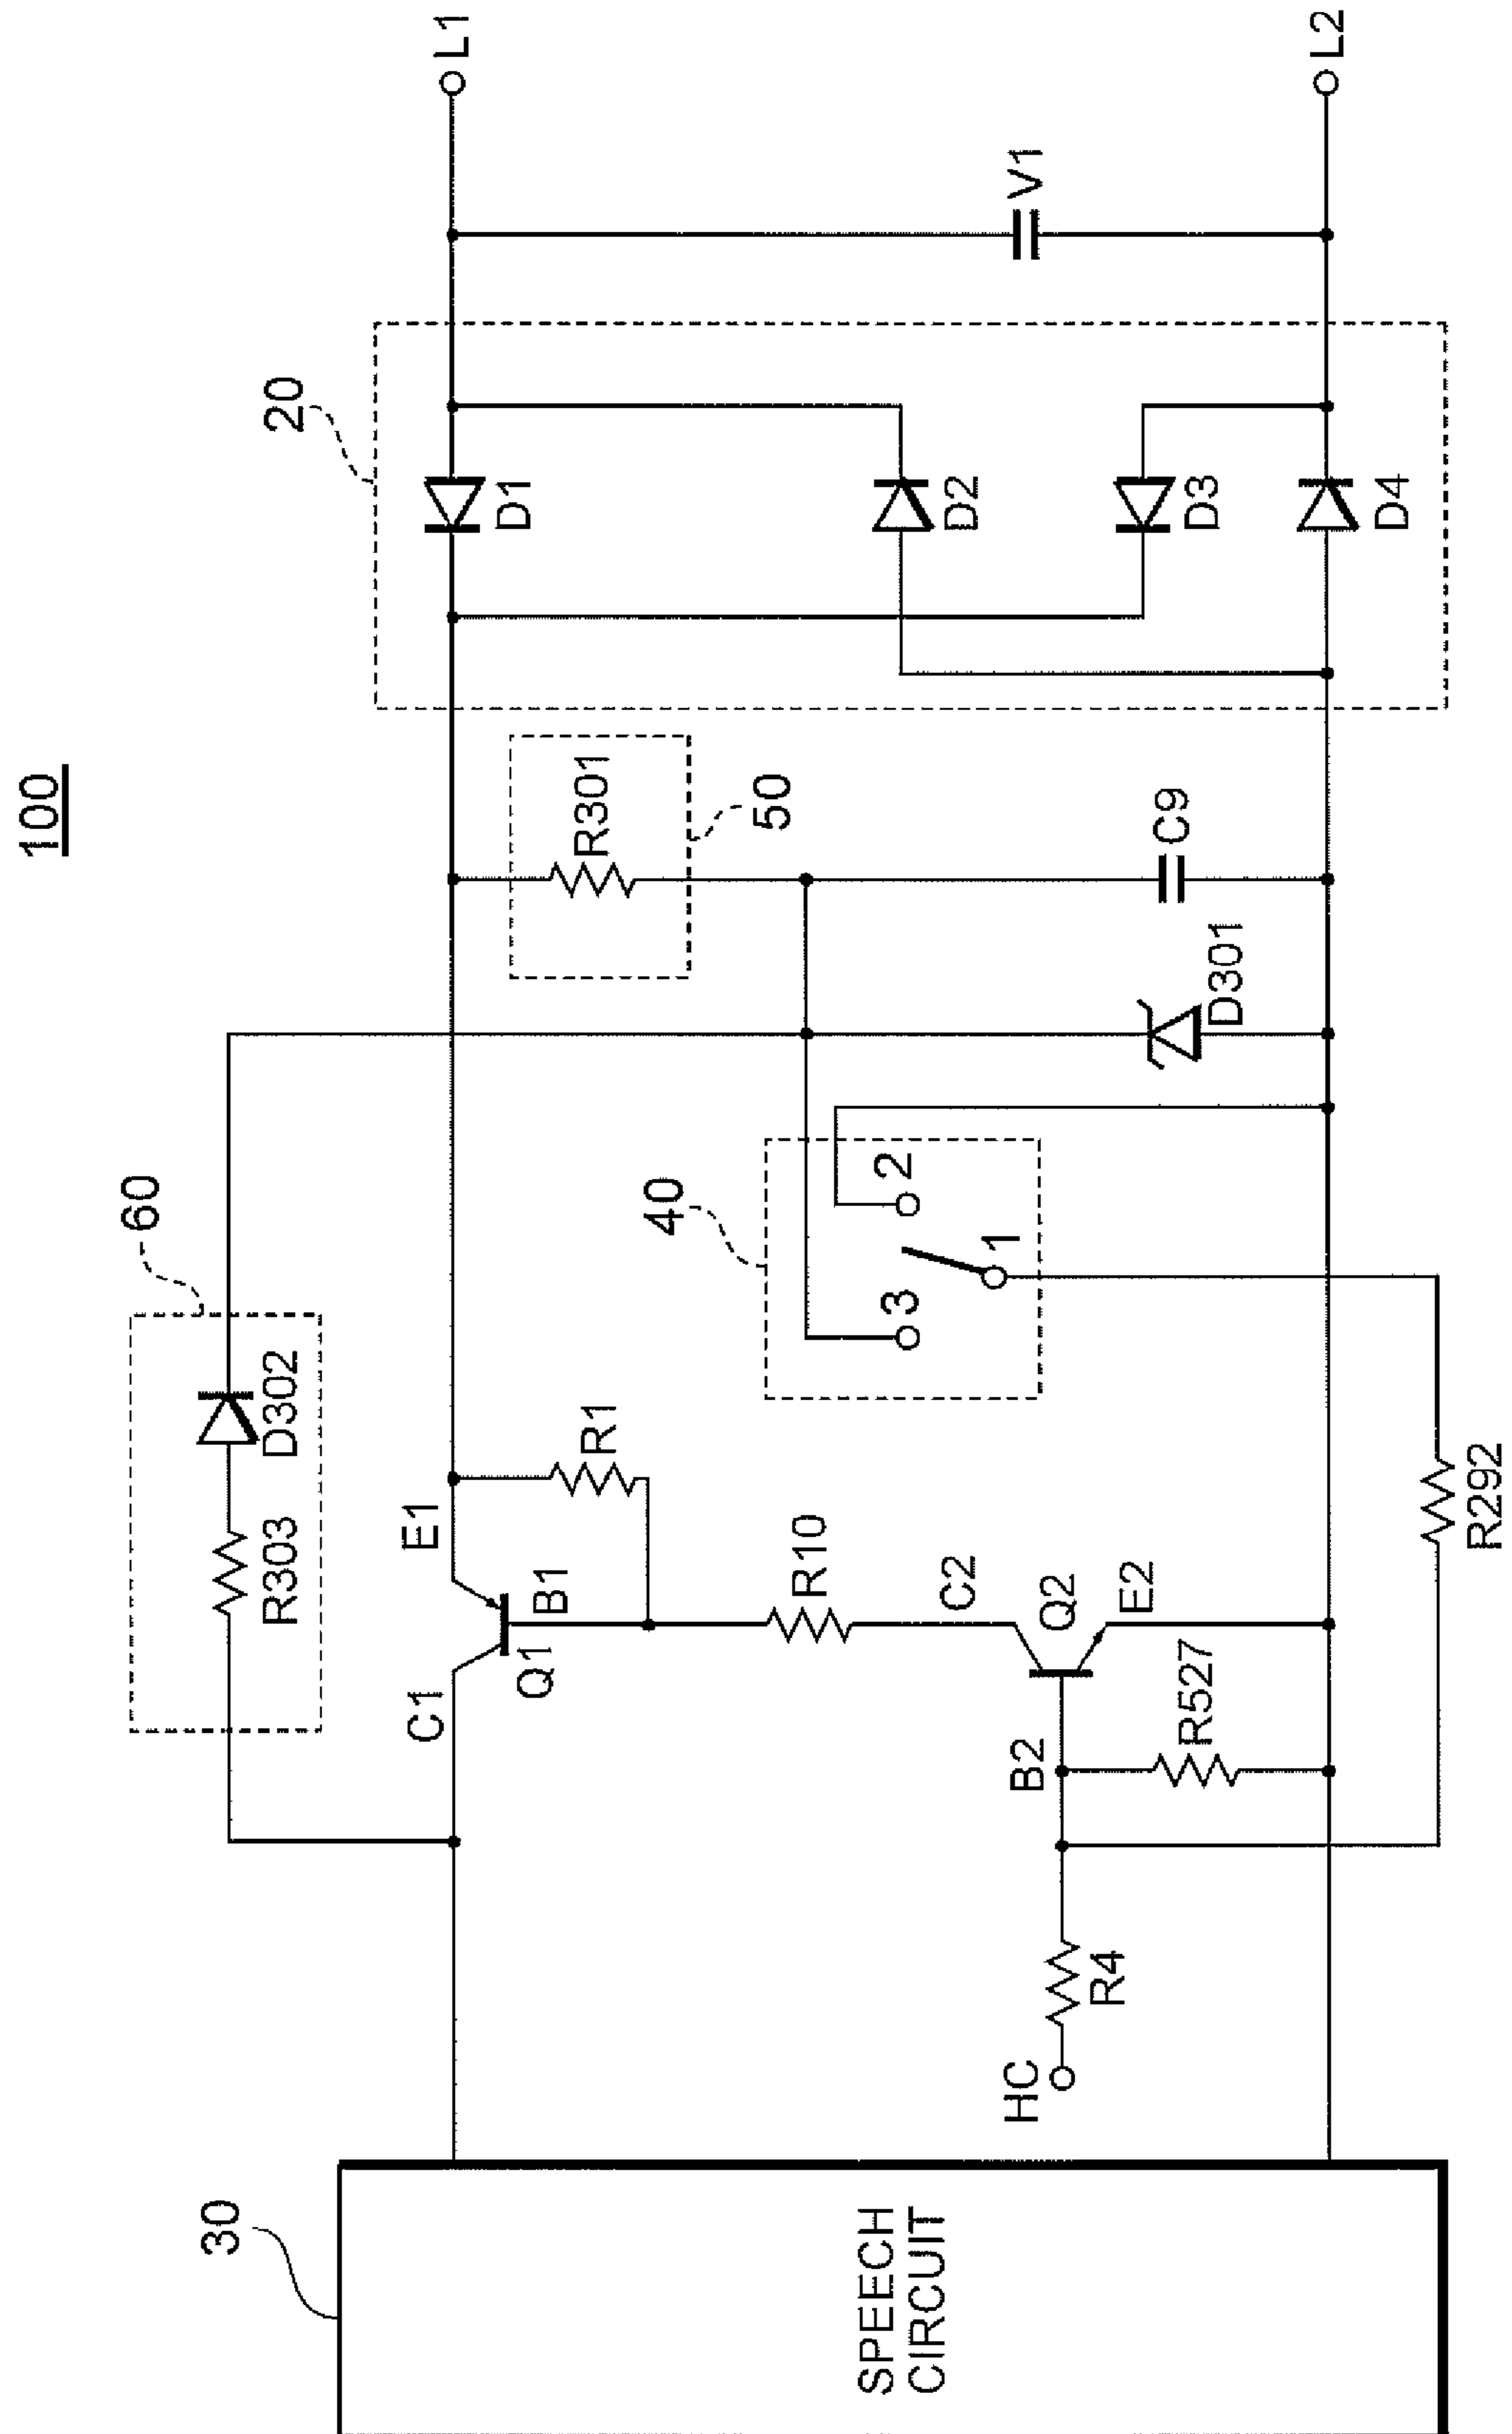 100
L1
L2
V1
20
D1
D2
D3
D4
R301
50
C9
D301
60
D302
R303
40
2
1
3
E1
R1
B1
Q1
C1
R10
C2
Q2
E2
R292
R527
B2
R4
HC
30
SPEECH
CIRCUIT